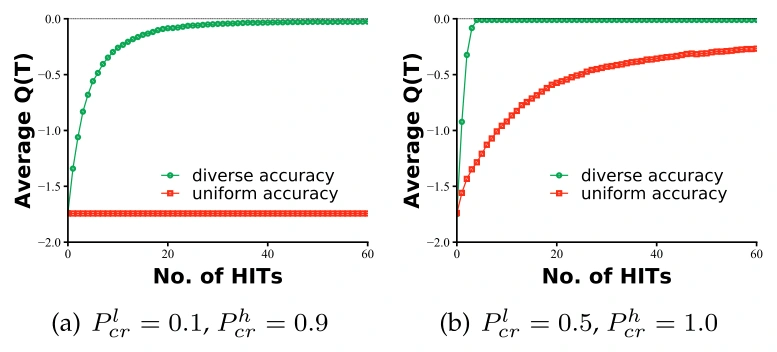 0.0
−0.5
−1.0
−1.5
−2.0
Average Q(T)
diverse accuracy
uniform accuracy
0 20 40 60
No. of HITs
(a) P^l_cr = 0.1, P^h_cr = 0.9
0.0
−0.5
−1.0
−1.5
−2.0
Average Q(T)
diverse accuracy
uniform accuracy
0 20 40 60
No. of HITs
(b) P^l_cr = 0.5, P^h_cr = 1.0